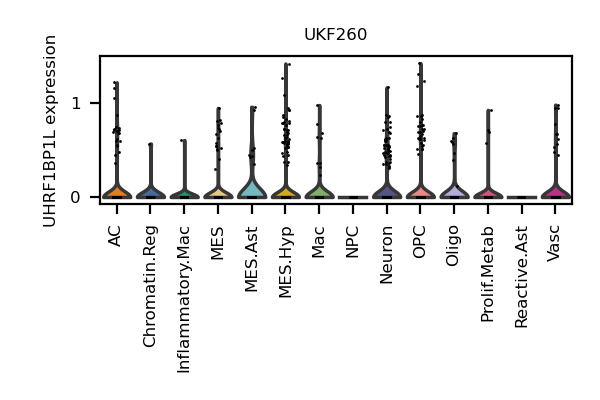 UKF260
UHRF1BP1L expression
1
0
AC
Chromatin.Reg
Inflammatory.Mac
MES
MES.Ast
MES.Hyp
Mac
NPC
Neuron
OPC
Oligo
Prolif.Metab
Reactive.Ast
Vasc